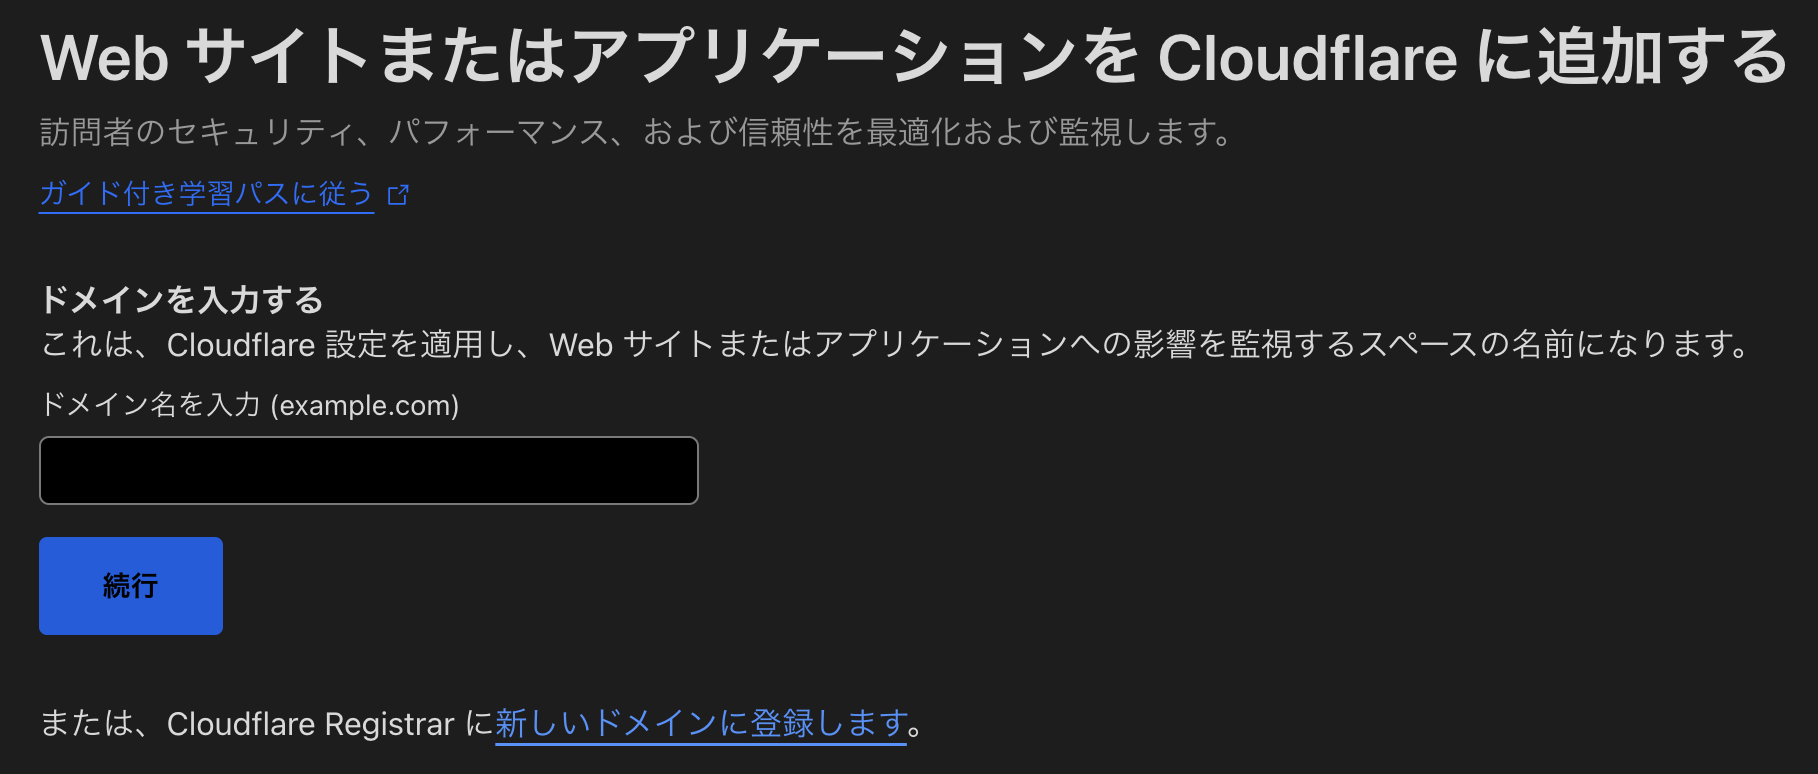 Web サイトまたはアプリケーションを Cloudflare に追加する
訪問者のセキュリティ、パフォーマンス、および信頼性を最適化および監視します。
ガイド付き学習パスに従う
ドメインを入力する
これは、Cloudflare 設定を適用し、Web サイトまたはアプリケーションへの影響を監視するスペースの名前になります。
ドメイン名を入力 (example.com)
続行
または、Cloudflare Registrar に新しいドメインに登録します。